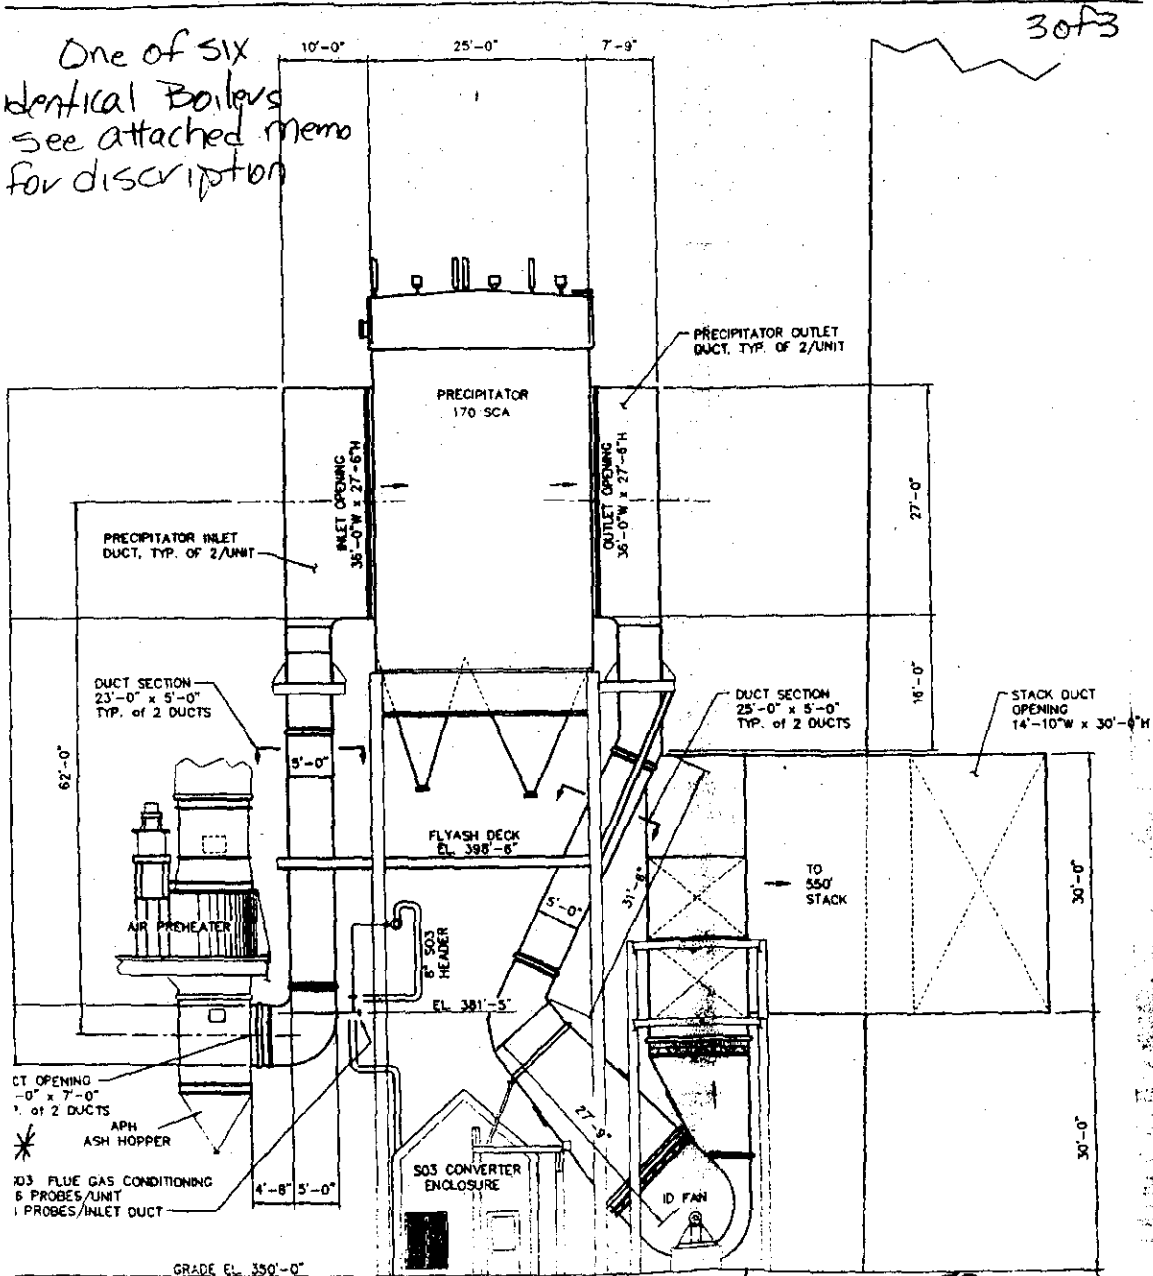 3 of 3
One of six
identical Boilers
see attached memo
for discription
10'-0"
25'-0"
7'-9"
PRECIPITATOR OUTLET
DUCT, TYP. OF 2/UNIT
PRECIPITATOR
170 SCA
INLET OPENING
36'-0"W x 27'-6"H
OUTLET OPENING
36'-0"W x 27'-6"H
27'-0"
PRECIPITATOR INLET
DUCT, TYP. OF 2/UNIT
DUCT SECTION
23'-0" x 5'-0"
TYP. of 2 DUCTS
DUCT SECTION
25'-0" x 5'-0"
TYP. of 2 DUCTS
16'-0"
STACK DUCT
OPENING
14'-10"W x 30'-0"H
62'-0"
5'-0"
FLYASH DECK
EL. 398'-6"
TO
550'
STACK
31'-8"
30'-0"
5'-0"
AIR PREHEATER
8" SO3
HEADER
EL. 381'-5"
CT OPENING
-0" x 7'-0"
P. of 2 DUCTS
APH
ASH HOPPER
27'-9"
30'-0"
SO3 FLUE GAS CONDITIONING
6 PROBES/UNIT
PROBES/INLET DUCT
4'-8"
5'-0"
SO3 CONVERTER
ENCLOSURE
ID FAN
GRADE EL. 350'-0"